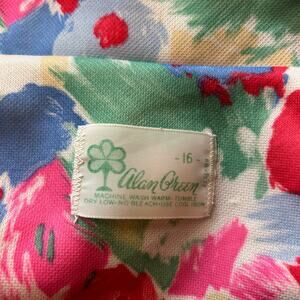 - 16 -
Alan Green
MACHINE WASH WARM-TUMBLE
DRY LOW-NO BLEACH-USE COOL IRON